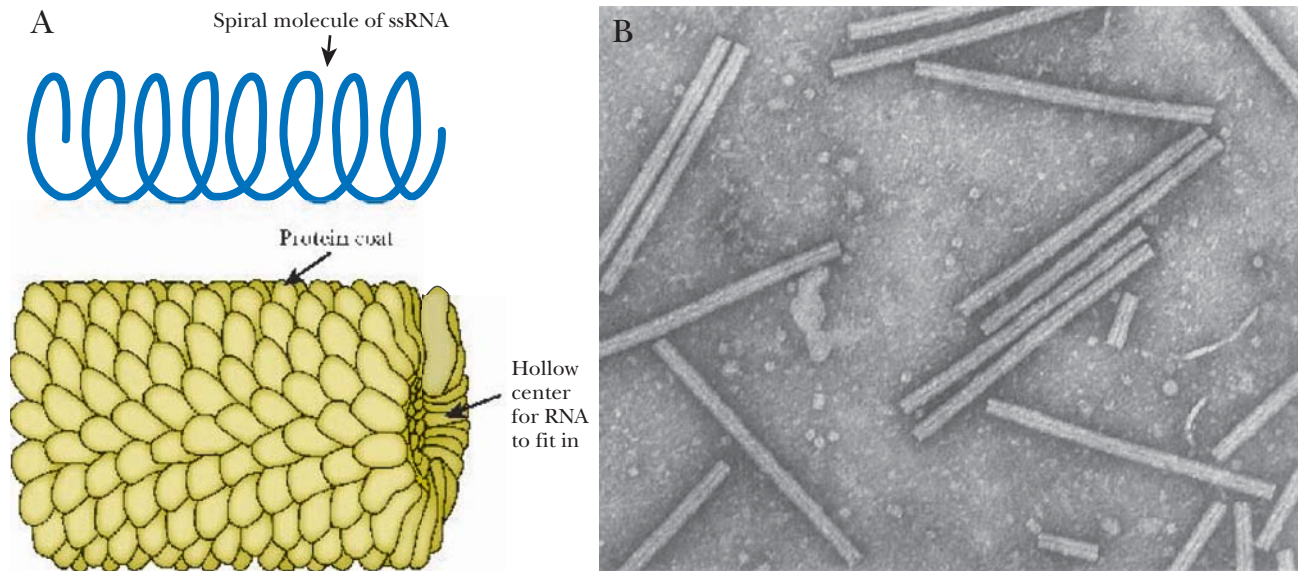 A
Spiral molecule of ssRNA
Protein coat
Hollow
center
for RNA
to fit in
B